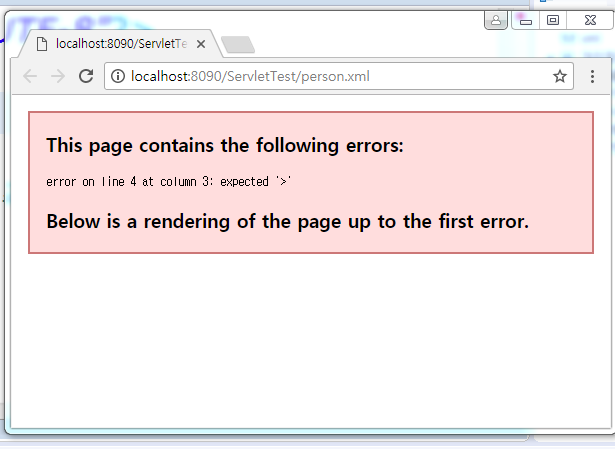 localhost:8090/ServletTe
localhost:8090/ServletTest/person.xml
This page contains the following errors:
error on line 4 at column 3: expected '>'
Below is a rendering of the page up to the first error.